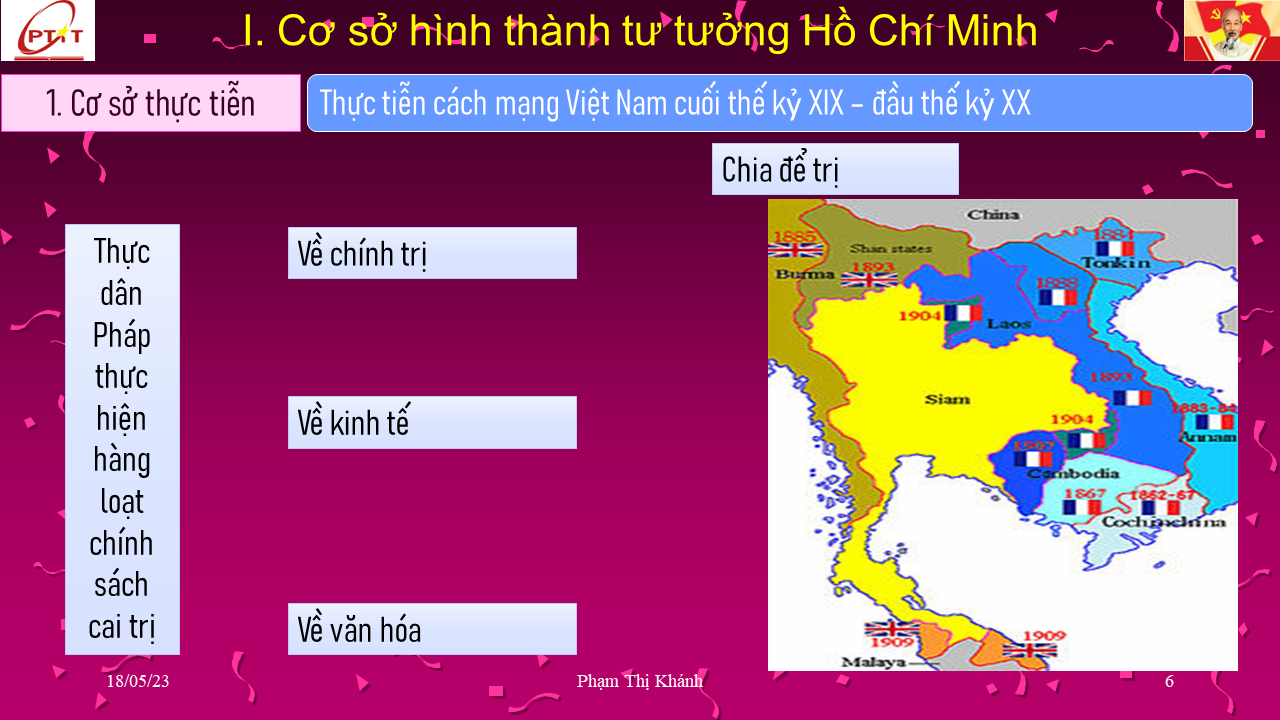 PTIT
I. Cơ sở hình thành tư tưởng Hồ Chí Minh
1. Cơ sở thực tiễn
Thực tiễn cách mạng Việt Nam cuối thế kỷ XIX – đầu thế kỷ XX
Chia để trị
Thực
dân
Pháp
thực
hiện
hàng
loạt
chính
sách
cai trị
Về chính trị
Về kinh tế
Về văn hóa
China
1885
Shan states
1884
Burma
1893
Tonkin
1888
1904
Laos
1893
Siam
1904
1883-84
Annam
1907
Cambodia
1867
1862-67
Cochinchina
1909
1909
Malaya
18/05/23
Phạm Thị Khánh
6